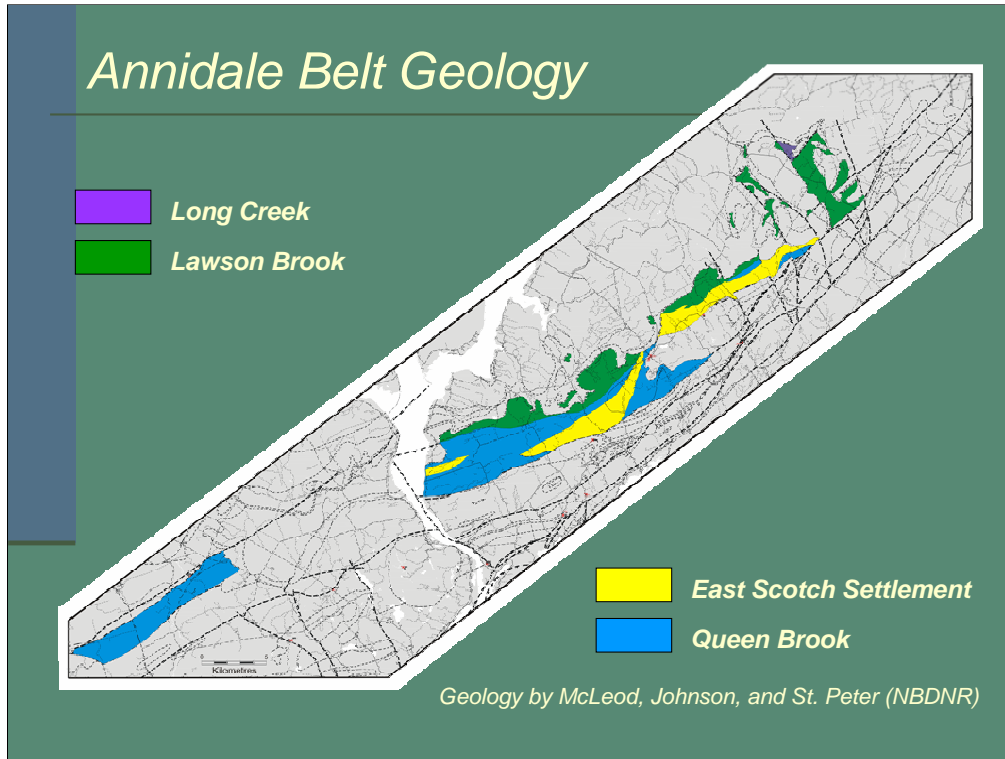 Annidale Belt Geology
Long Creek
Lawson Brook
East Scotch Settlement
Queen Brook
Kilometres
Geology by McLeod, Johnson, and St. Peter (NBDNR)